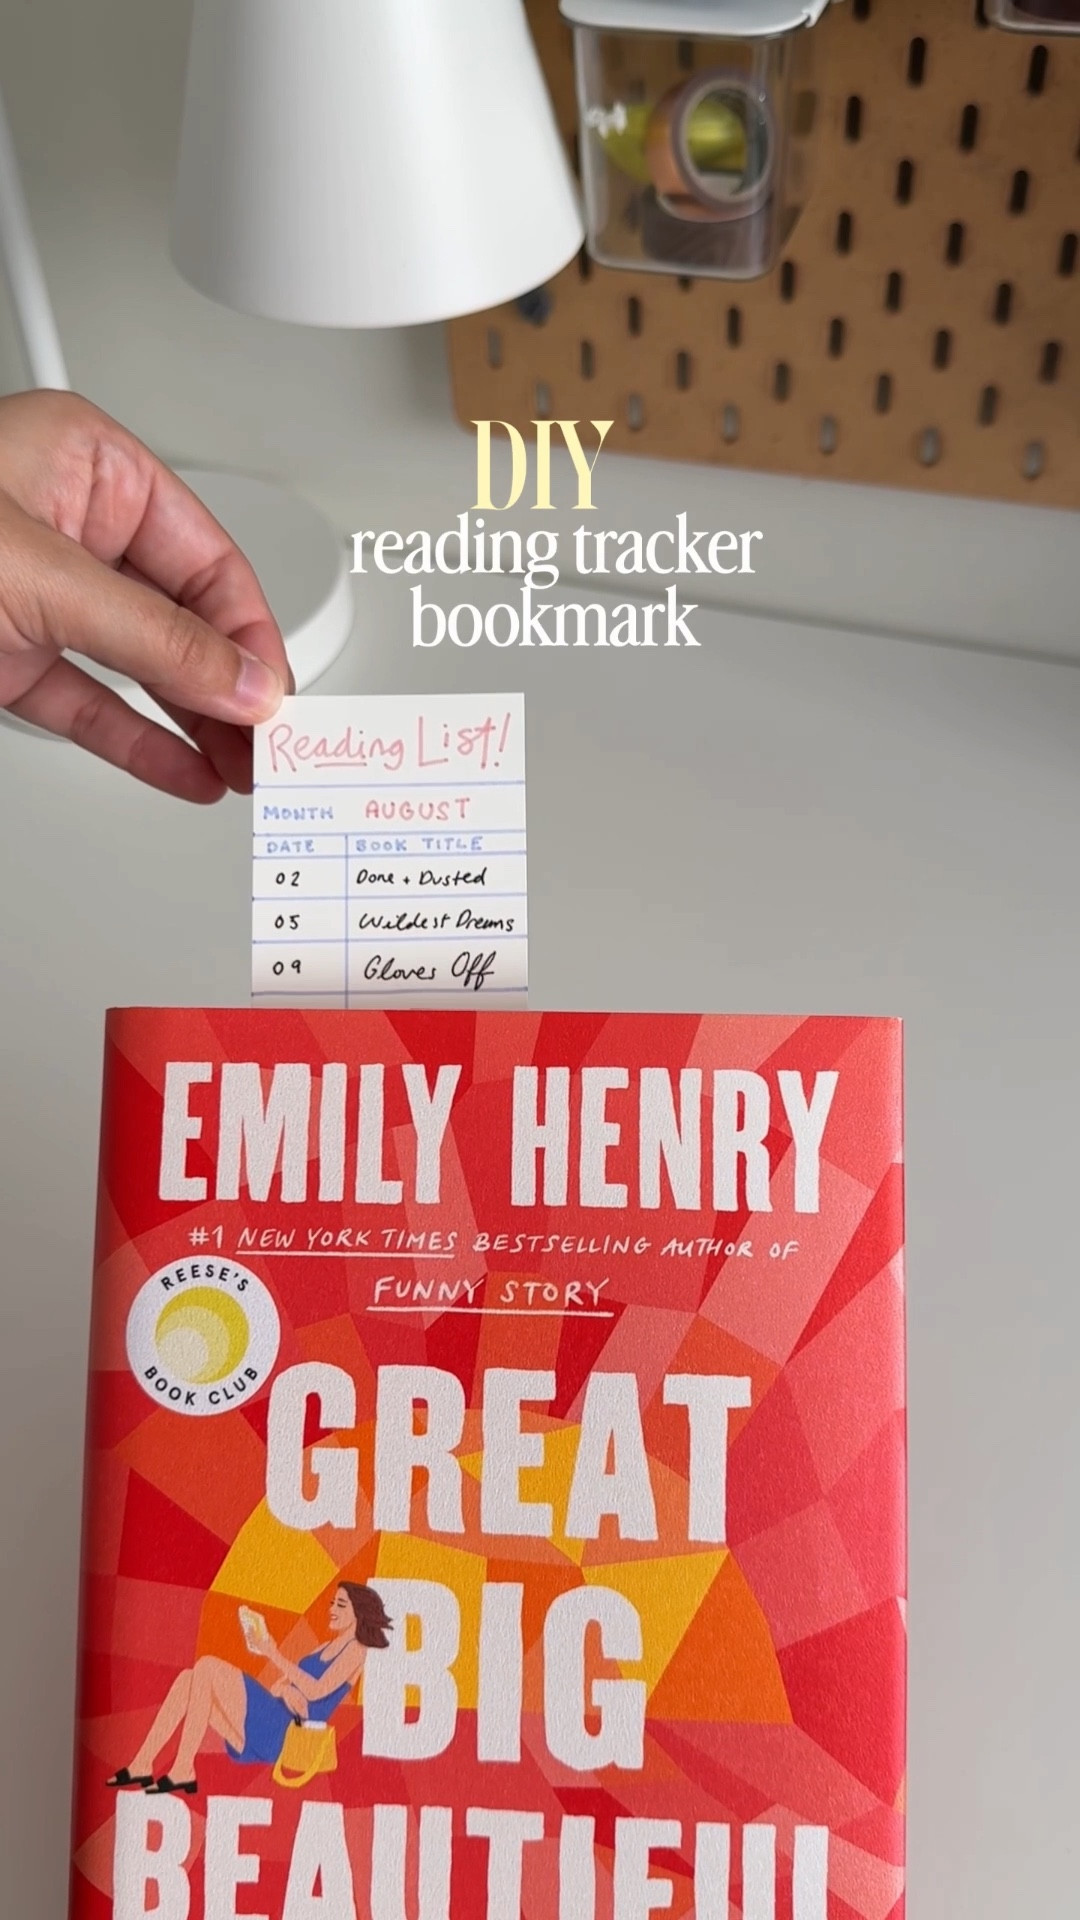 DIY
reading tracker
bookmark
Reading List!
MONTH AUGUST
DATE BOOK TITLE
02 Done + Dusted
05 Wildest Dreams
09 Gloves Off
EMILY HENRY
#1 NEW YORK TIMES BESTSELLING AUTHOR OF
FUNNY STORY
REESE'S
BOOK CLUB
GREAT
BIG
BEAUTIFUL